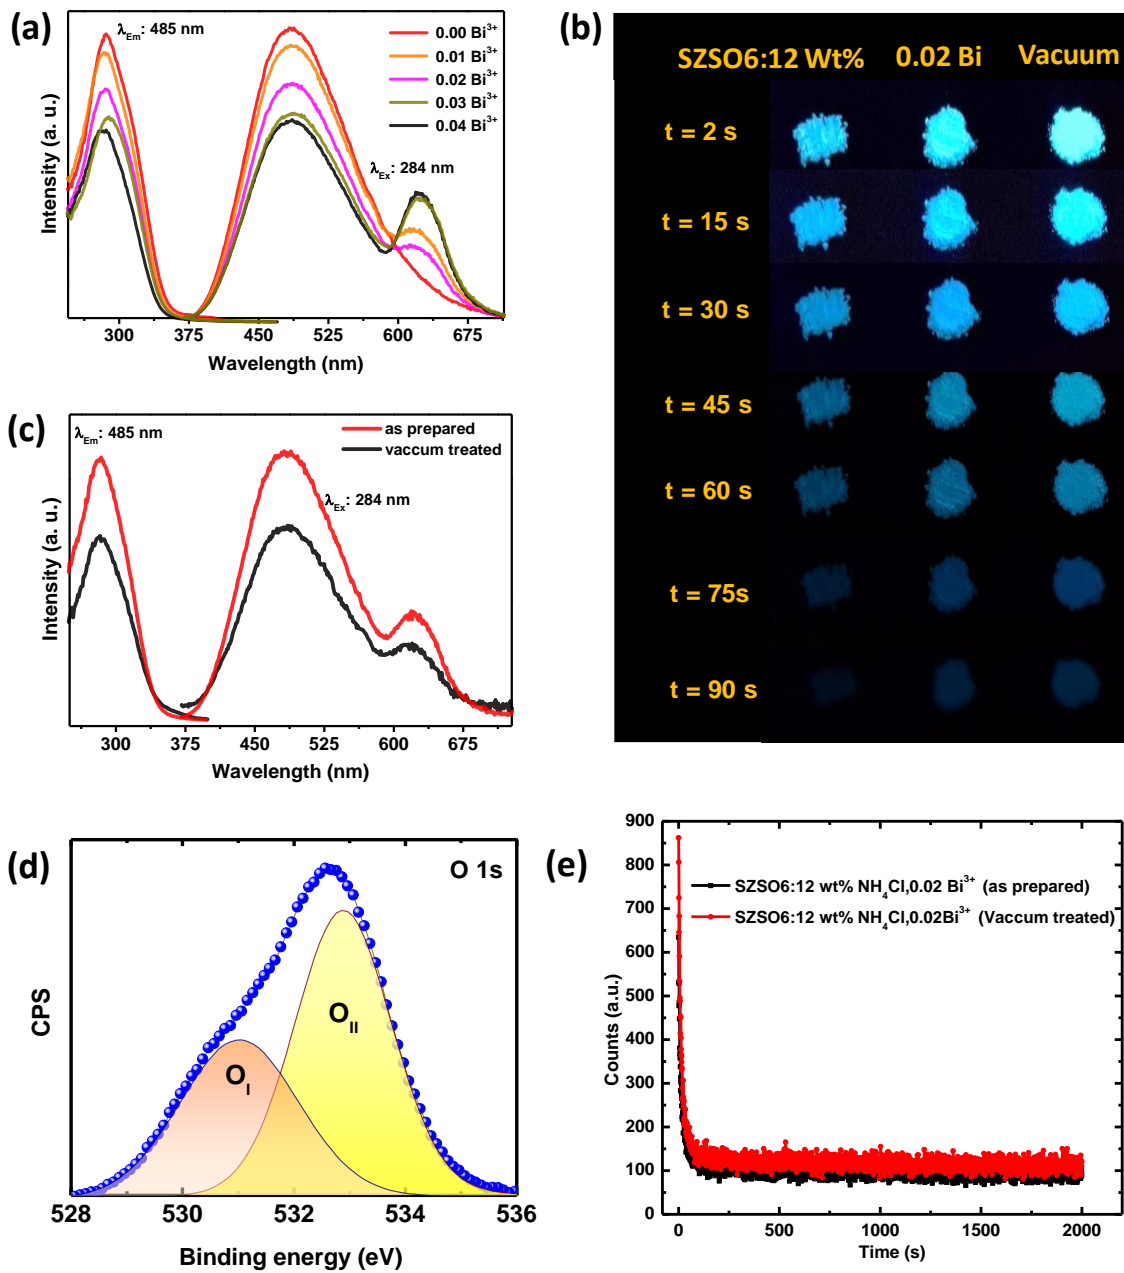 (a)
λEm: 485 nm
0.00 Bi³⁺
0.01 Bi³⁺
0.02 Bi³⁺
0.03 Bi³⁺
0.04 Bi³⁺
λEx: 284 nm
Intensity (a. u.)
300 375 450 525 600 675
Wavelength (nm)
(b)
SZSO6:12 Wt% 0.02 Bi Vacuum
t = 2 s
t = 15 s
t = 30 s
t = 45 s
t = 60 s
t = 75s
t = 90 s
(c)
λEm: 485 nm
as prepared
vaccum treated
λEx: 284 nm
Intensity (a. u.)
300 375 450 525 600 675
Wavelength (nm)
(d)
O 1s
OI
OII
CPS
528 530 532 534 536
Binding energy (eV)
(e)
900
800
700
600
500
400
300
200
100
0
SZSO6:12 wt% NH₄Cl,0.02 Bi³⁺ (as prepared)
SZSO6:12 wt% NH₄Cl,0.02Bi³⁺ (Vaccum treated)
Counts (a.u.)
0 500 1000 1500 2000
Time (s)